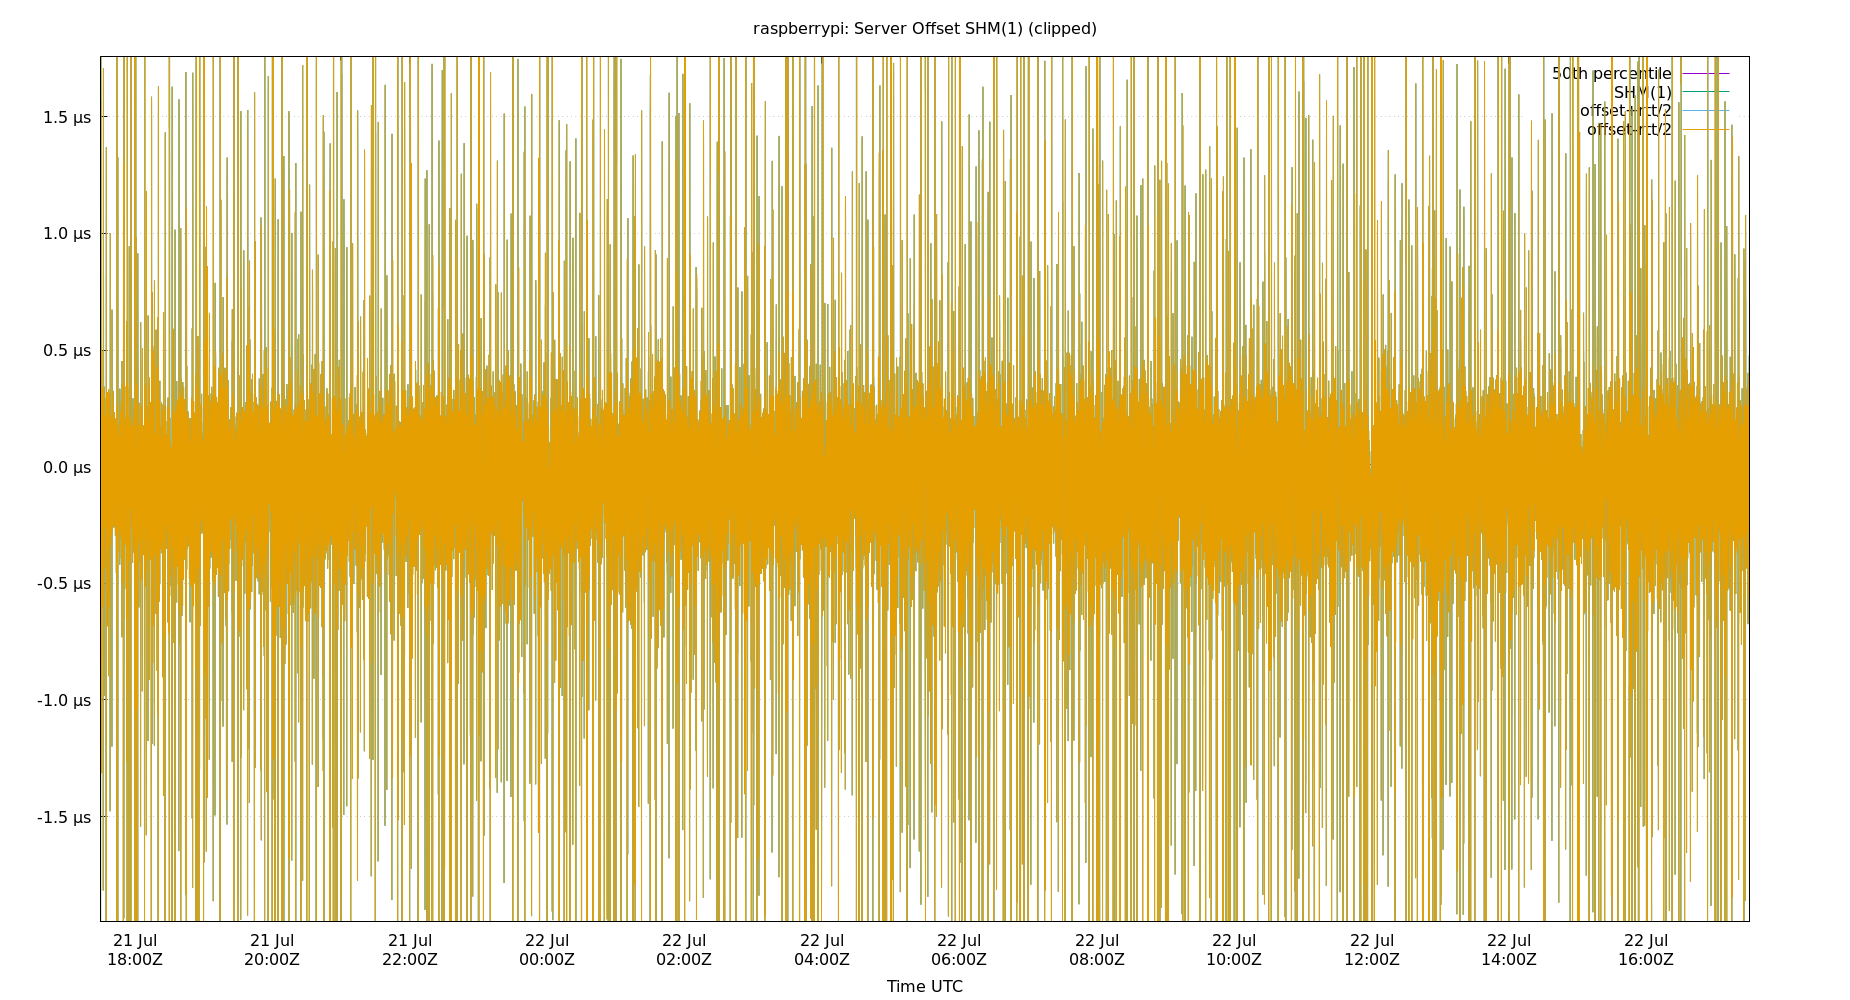 raspberrypi: Server Offset SHM(1) (clipped)
50th percentile
SHM(1)
offset+rtt/2
offset-rtt/2
1.5 µs
1.0 µs
0.5 µs
0.0 µs
-0.5 µs
-1.0 µs
-1.5 µs
21 Jul 21 Jul 21 Jul 22 Jul 22 Jul 22 Jul 22 Jul 22 Jul 22 Jul 22 Jul 22 Jul 22 Jul
18:00Z 20:00Z 22:00Z 00:00Z 02:00Z 04:00Z 06:00Z 08:00Z 10:00Z 12:00Z 14:00Z 16:00Z
Time UTC